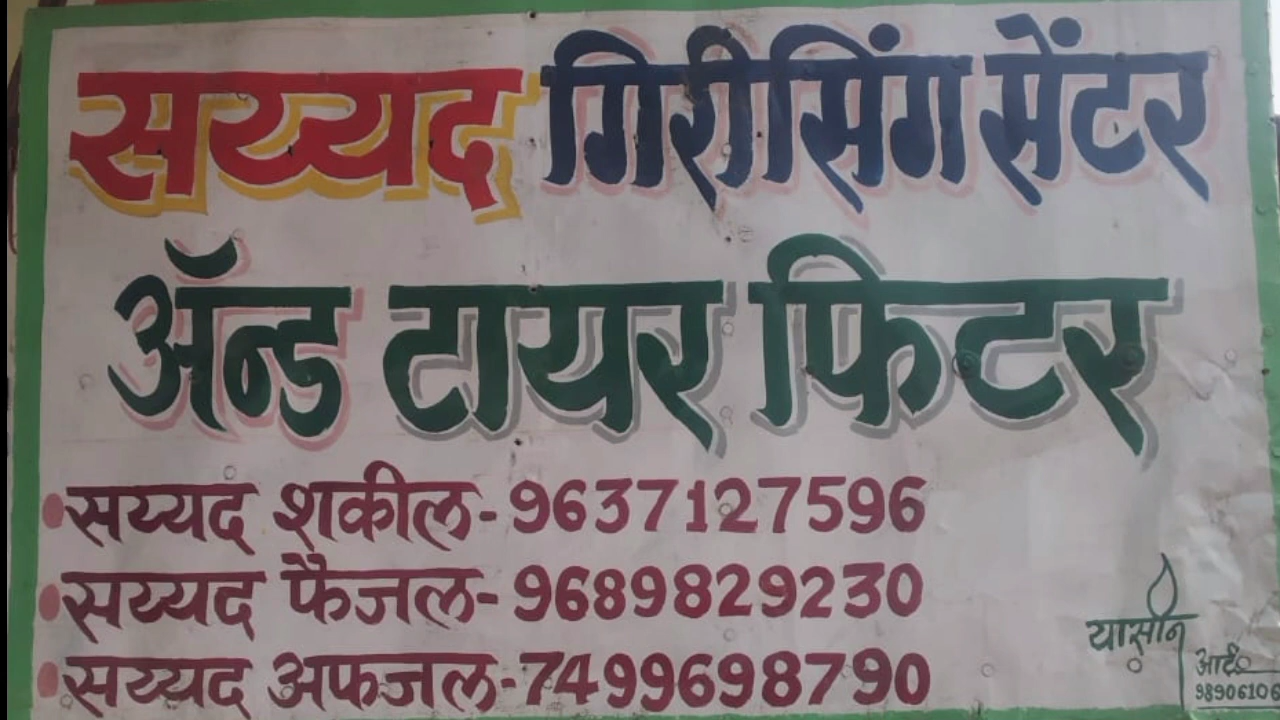 सय्यद गिरीसिंग सेंटर
ॲन्ड टायर फिटर
सय्यद शकील-9637127596
सय्यद फैजल-9689829230
सय्यद अफजल-7499698790
यासीन
आर्ट
98906106